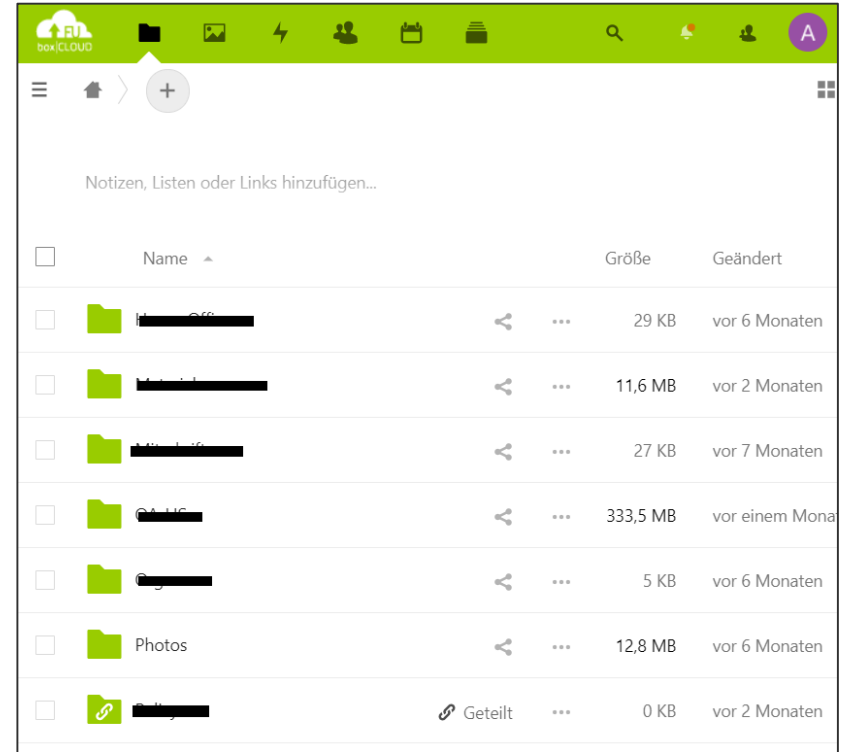 EU
box|CLOUD
A
Notizen, Listen oder Links hinzufügen...
Name Größe Geändert
29 KB vor 6 Monaten
11,6 MB vor 2 Monaten
27 KB vor 7 Monaten
333,5 MB vor einem Mona
5 KB vor 6 Monaten
Photos 12,8 MB vor 6 Monaten
Geteilt 0 KB vor 2 Monaten